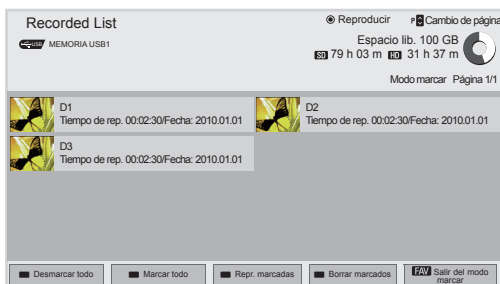 Recorded List
Reproducir
P Cambio de página
USB MEMORIA USB1
Espacio lib. 100 GB
SD 79 h 03 m HD 31 h 37 m
Modo marcar Página 1/1
D1
Tiempo de rep. 00:02:30/Fecha: 2010.01.01
D2
Tiempo de rep. 00:02:30/Fecha: 2010.01.01
D3
Tiempo de rep. 00:02:30/Fecha: 2010.01.01
Desmarcar todo
Marcar todo
Repr. marcadas
Borrar marcados
FAV Salir del modo
marcar